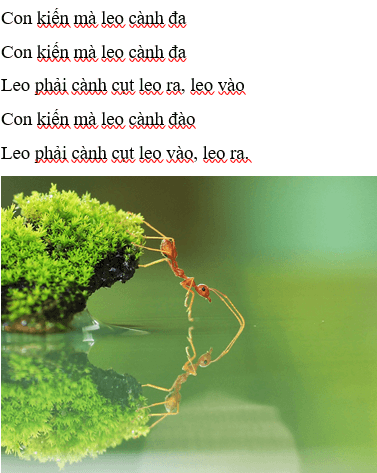 Con kiến mà leo cành đa
Con kiến mà leo cành đa
Leo phải cành cụt leo ra, leo vào
Con kiến mà leo cành đào
Leo phải cành cụt leo vào, leo ra,